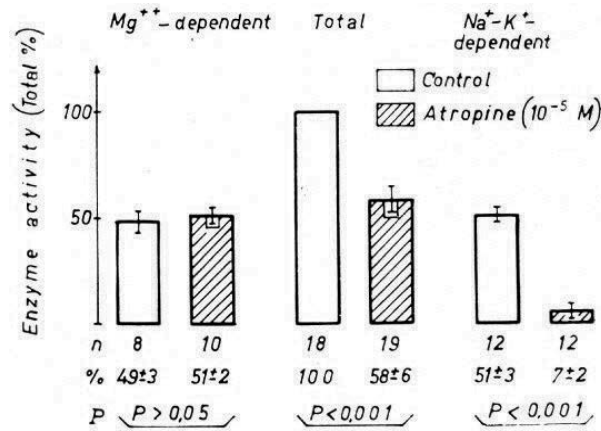 Mg++-dependent Total Na+-K+-
dependent
Enzyme activity (Total %)
Control
Atropine (10-5 M)
100
50
n 8 10 18 19 12 12
% 49±3 51±2 100 58±6 51±3 7±2
P P>0,05 P<0,001 P<0,001